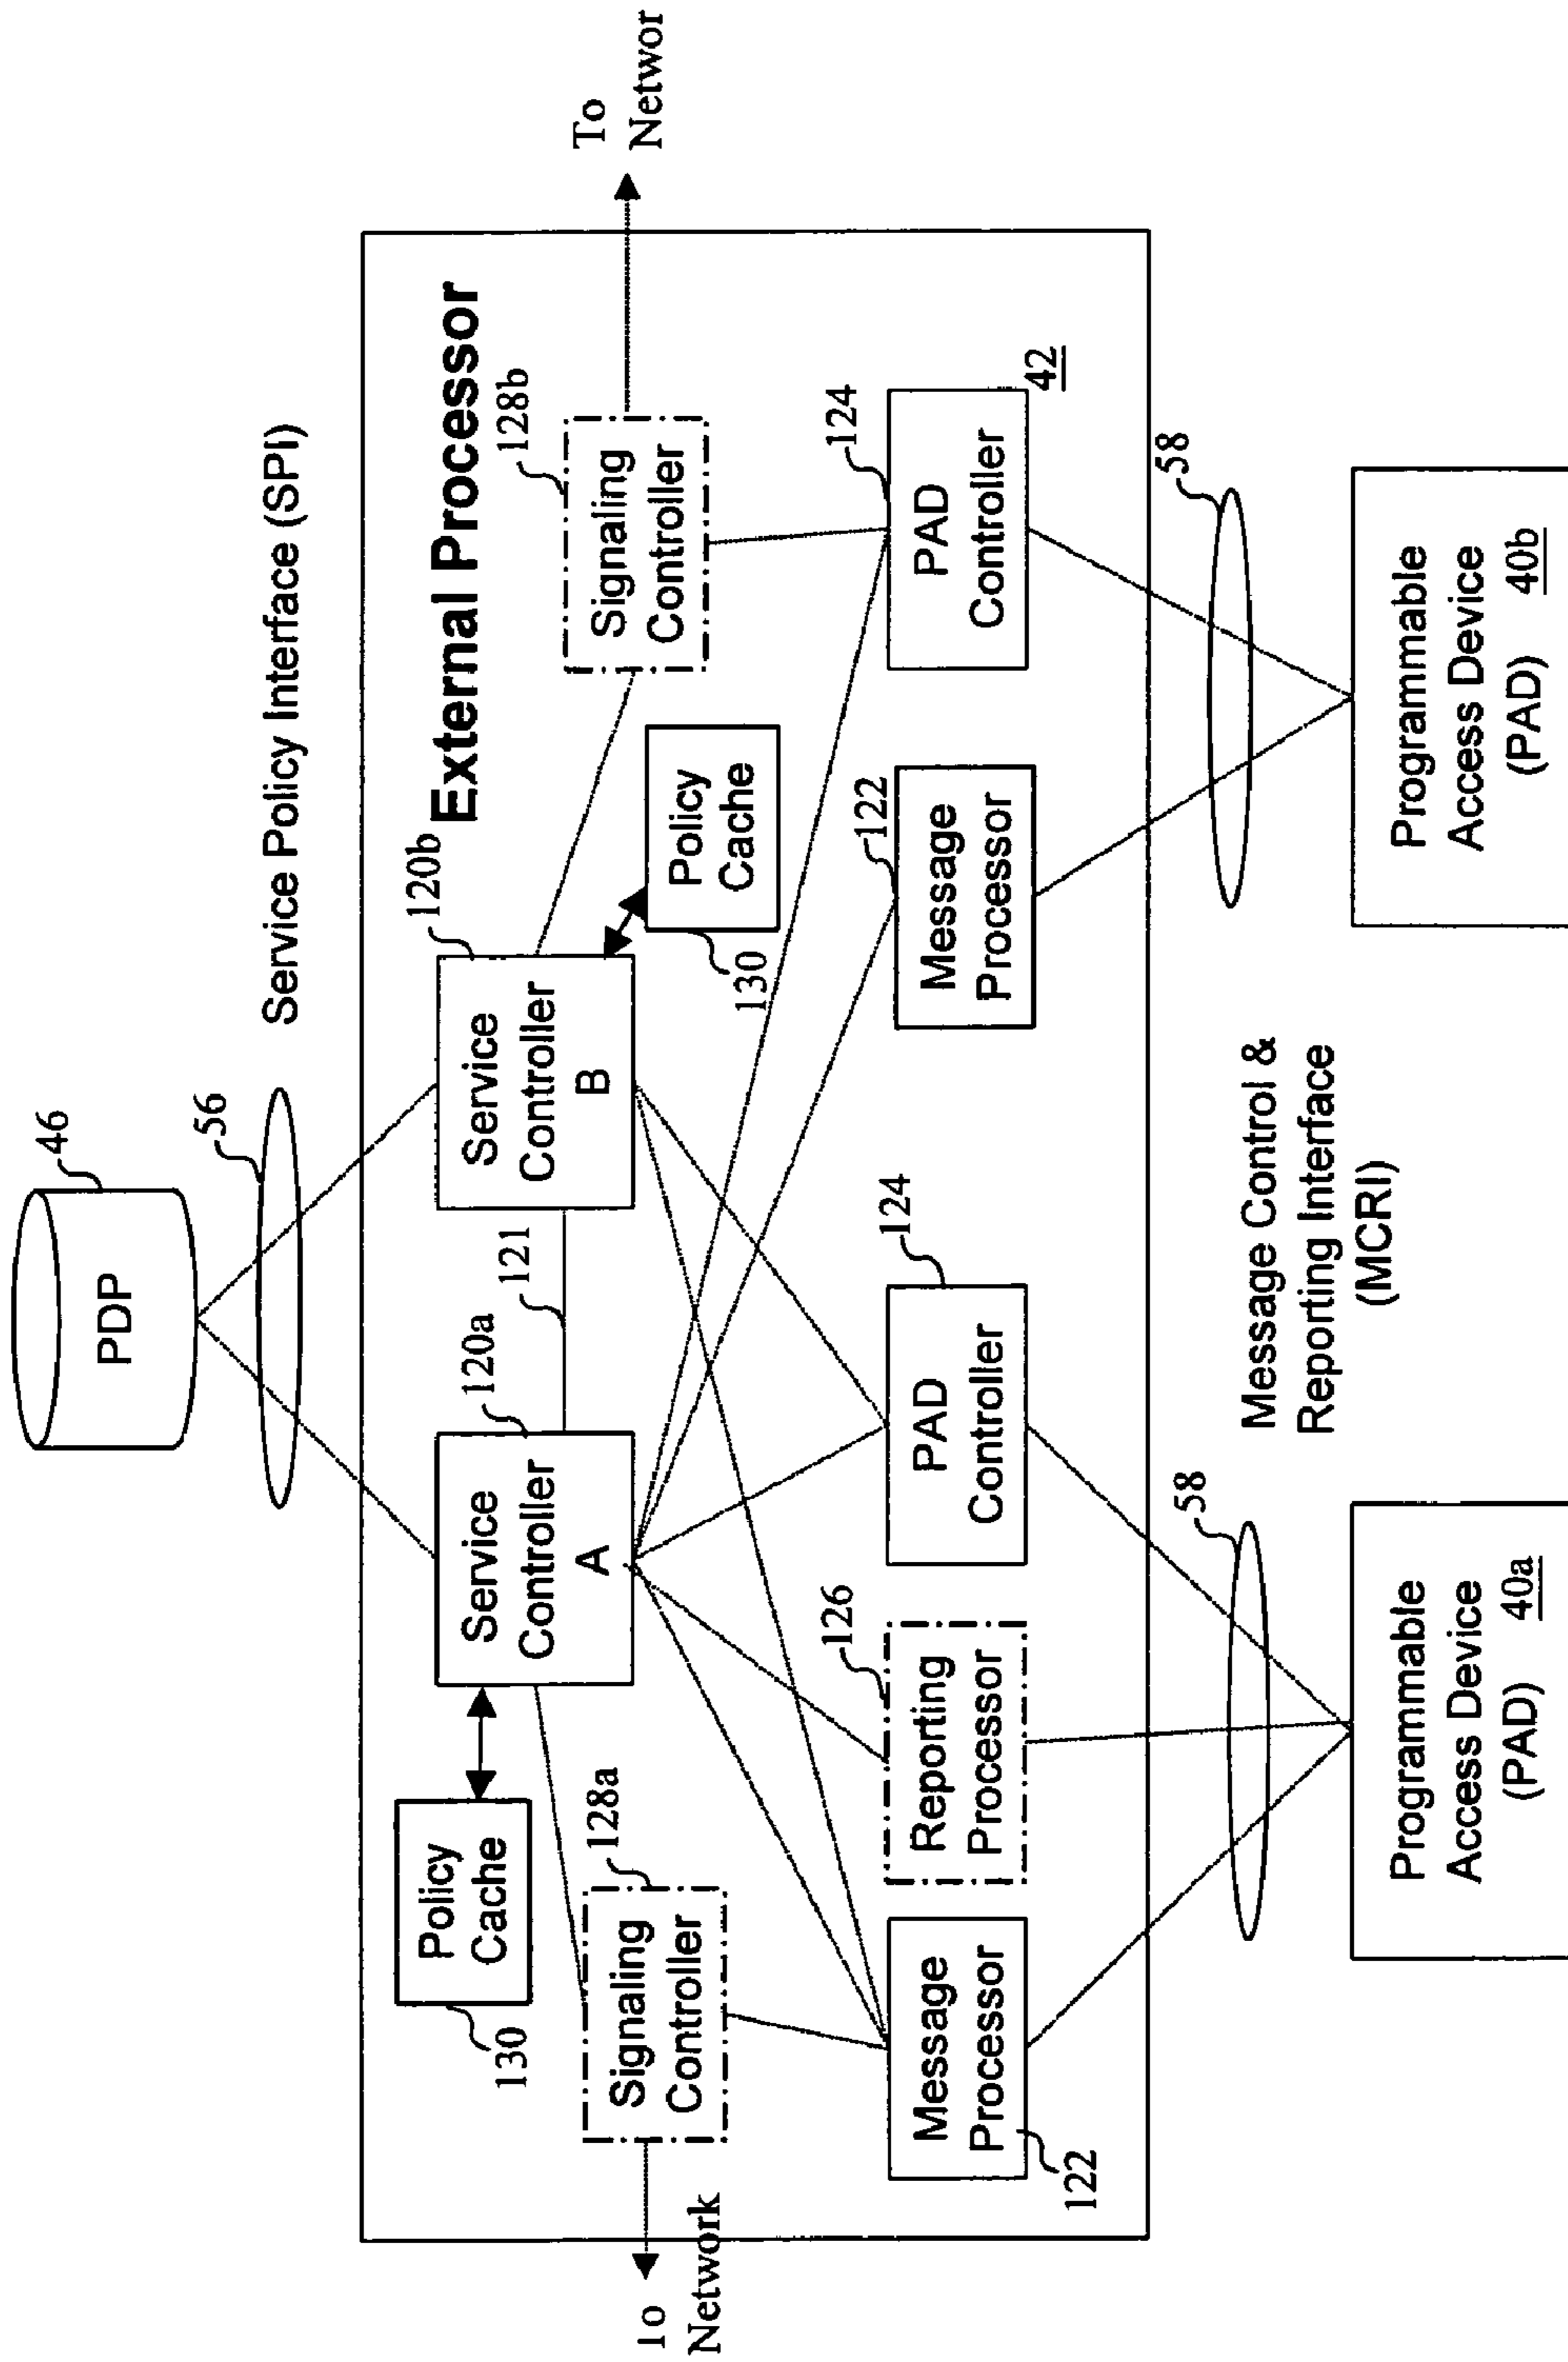 PDP
46
56
Service Policy Interface (SPI)
External Processor
Policy
Cache
130
Service
Controller
A
120a
121
Service
Controller
B
120b
Policy
Cache
130
Signaling
Controller
128a
Signaling
Controller
128b
To
Network
To
Networ
Message
Processor
122
Reporting
Processor
126
PAD
Controller
124
Message
Processor
122
PAD
Controller
124
42
58
58
Message Control &
Reporting Interface
(MCRI)
Programmable
Access Device
(PAD) 40a
Programmable
Access Device
(PAD) 40b